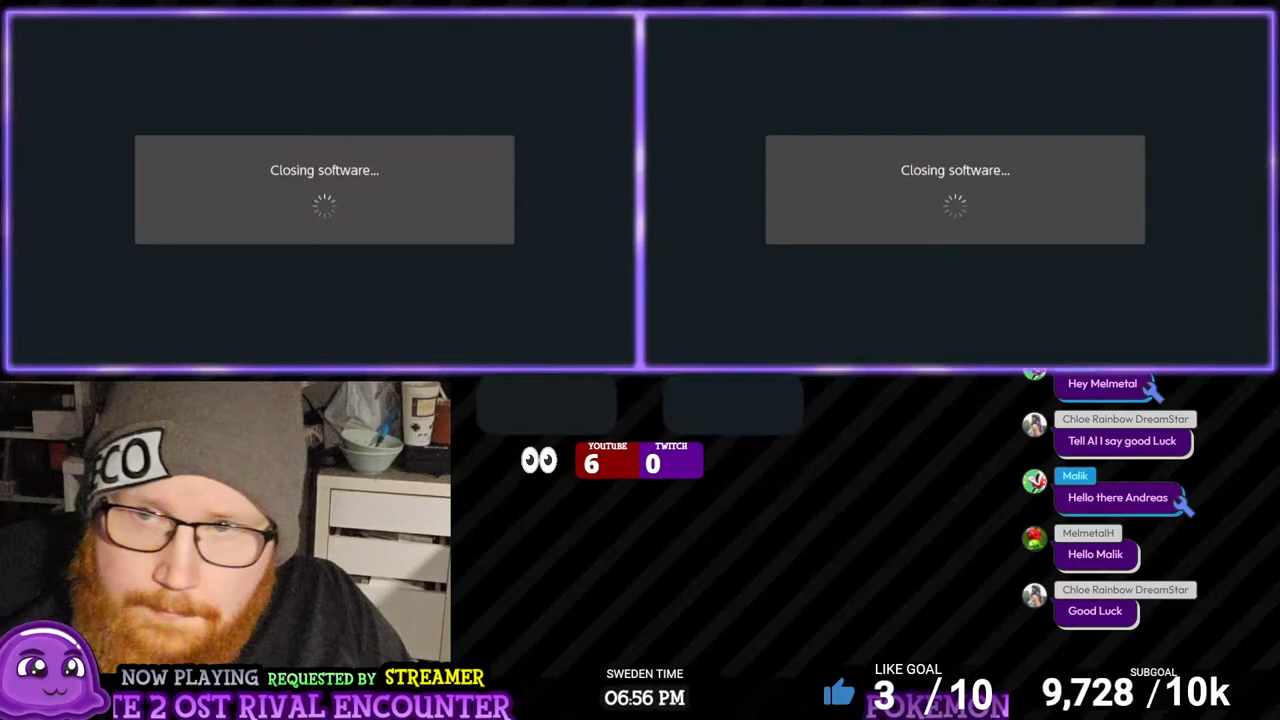 Closing software...
Closing software...
Hey Melmetal
Chloe Rainbow DreamStar
Tell Al I say good Luck
Malik
Hello there Andreas
MelmetalH
Hello Malik
Chloe Rainbow DreamStar
Good Luck
YOUTUBE
6
TWITCH
0
CO
NOW PLAYING REQUESTED BY STREAMER
TE 2 OST RIVAL ENCOUNTER
POKEMON
SWEDEN TIME
06:56 PM
LIKE GOAL
3 / 10
SUBGOAL
9,728 / 10k